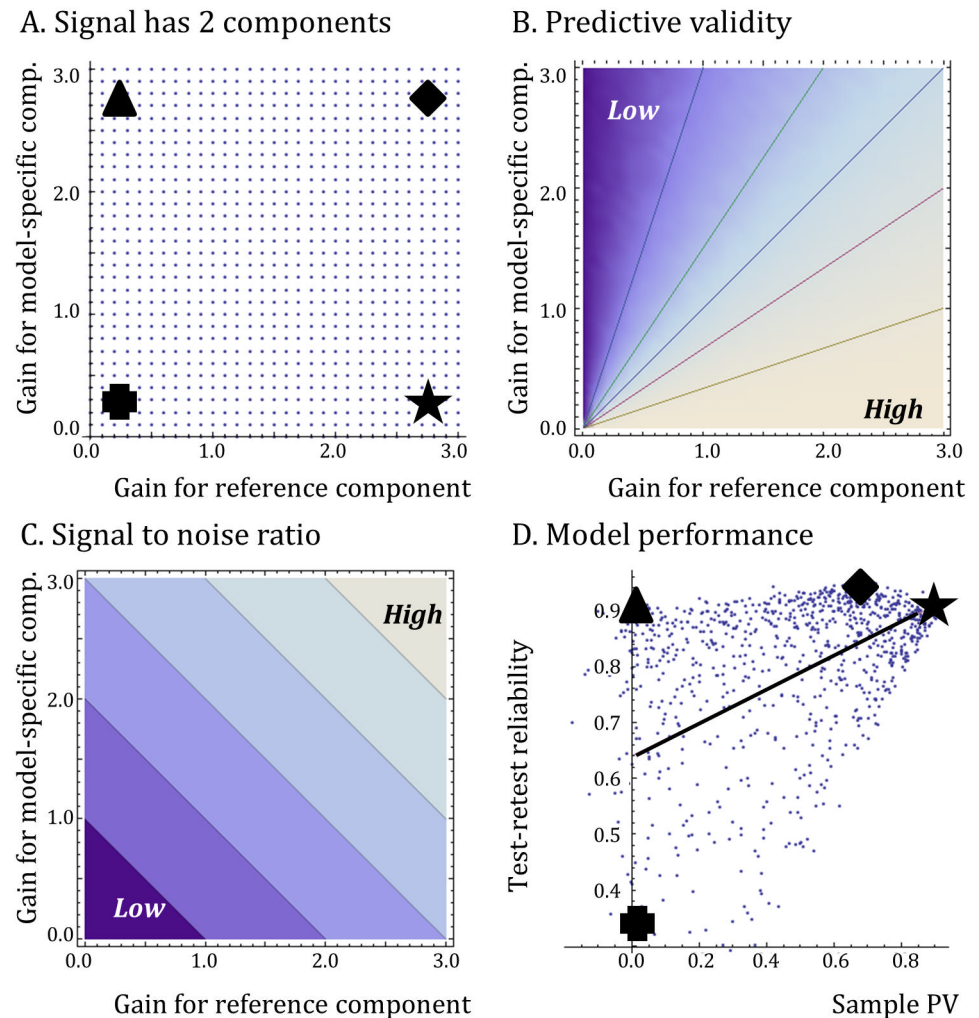 A. Signal has 2 components
Gain for model-specific comp.
3.0
2.0
1.0
0.0
0.0
1.0
2.0
3.0
Gain for reference component
B. Predictive validity
Gain for model-specific comp.
3.0
2.0
1.0
0.0
Low
High
0.0
1.0
2.0
3.0
Gain for reference component
C. Signal to noise ratio
Gain for model-specific comp.
3.0
2.0
1.0
0.0
High
Low
0.0
1.0
2.0
3.0
Gain for reference component
D. Model performance
Test-retest reliability
0.9
0.8
0.7
0.6
0.5
0.4
0.0
0.2
0.4
0.6
0.8
Sample PV